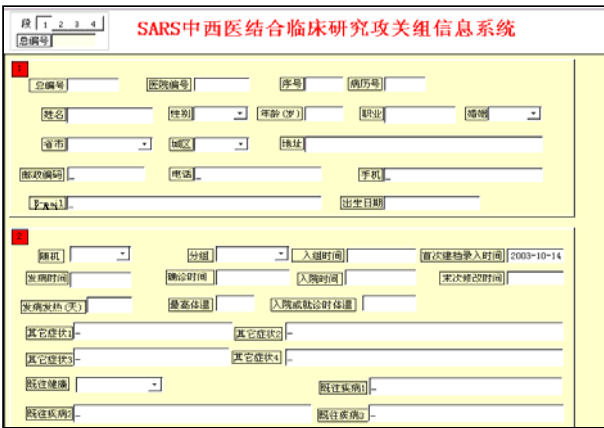 段 1 2 3 4
总编号
SARS中西医结合临床研究攻关组信息系统
1
总编号 医院编号 序号 病历号
姓名 性别 年龄(岁) 职业 婚姻
省市 城区 地址
邮政编码 电话 手机
E-mail 出生日期
2
随机 分组 入组时间 首次建档录入时间 2003-10-14
发病时间 确诊时间 入院时间 末次修改时间
发病发热(天) 最高体温 入院或就诊时体温
其它症状1 其它症状2
其它症状3 其它症状4
既往健康 既往疾病1
既往疾病2 既往疾病3